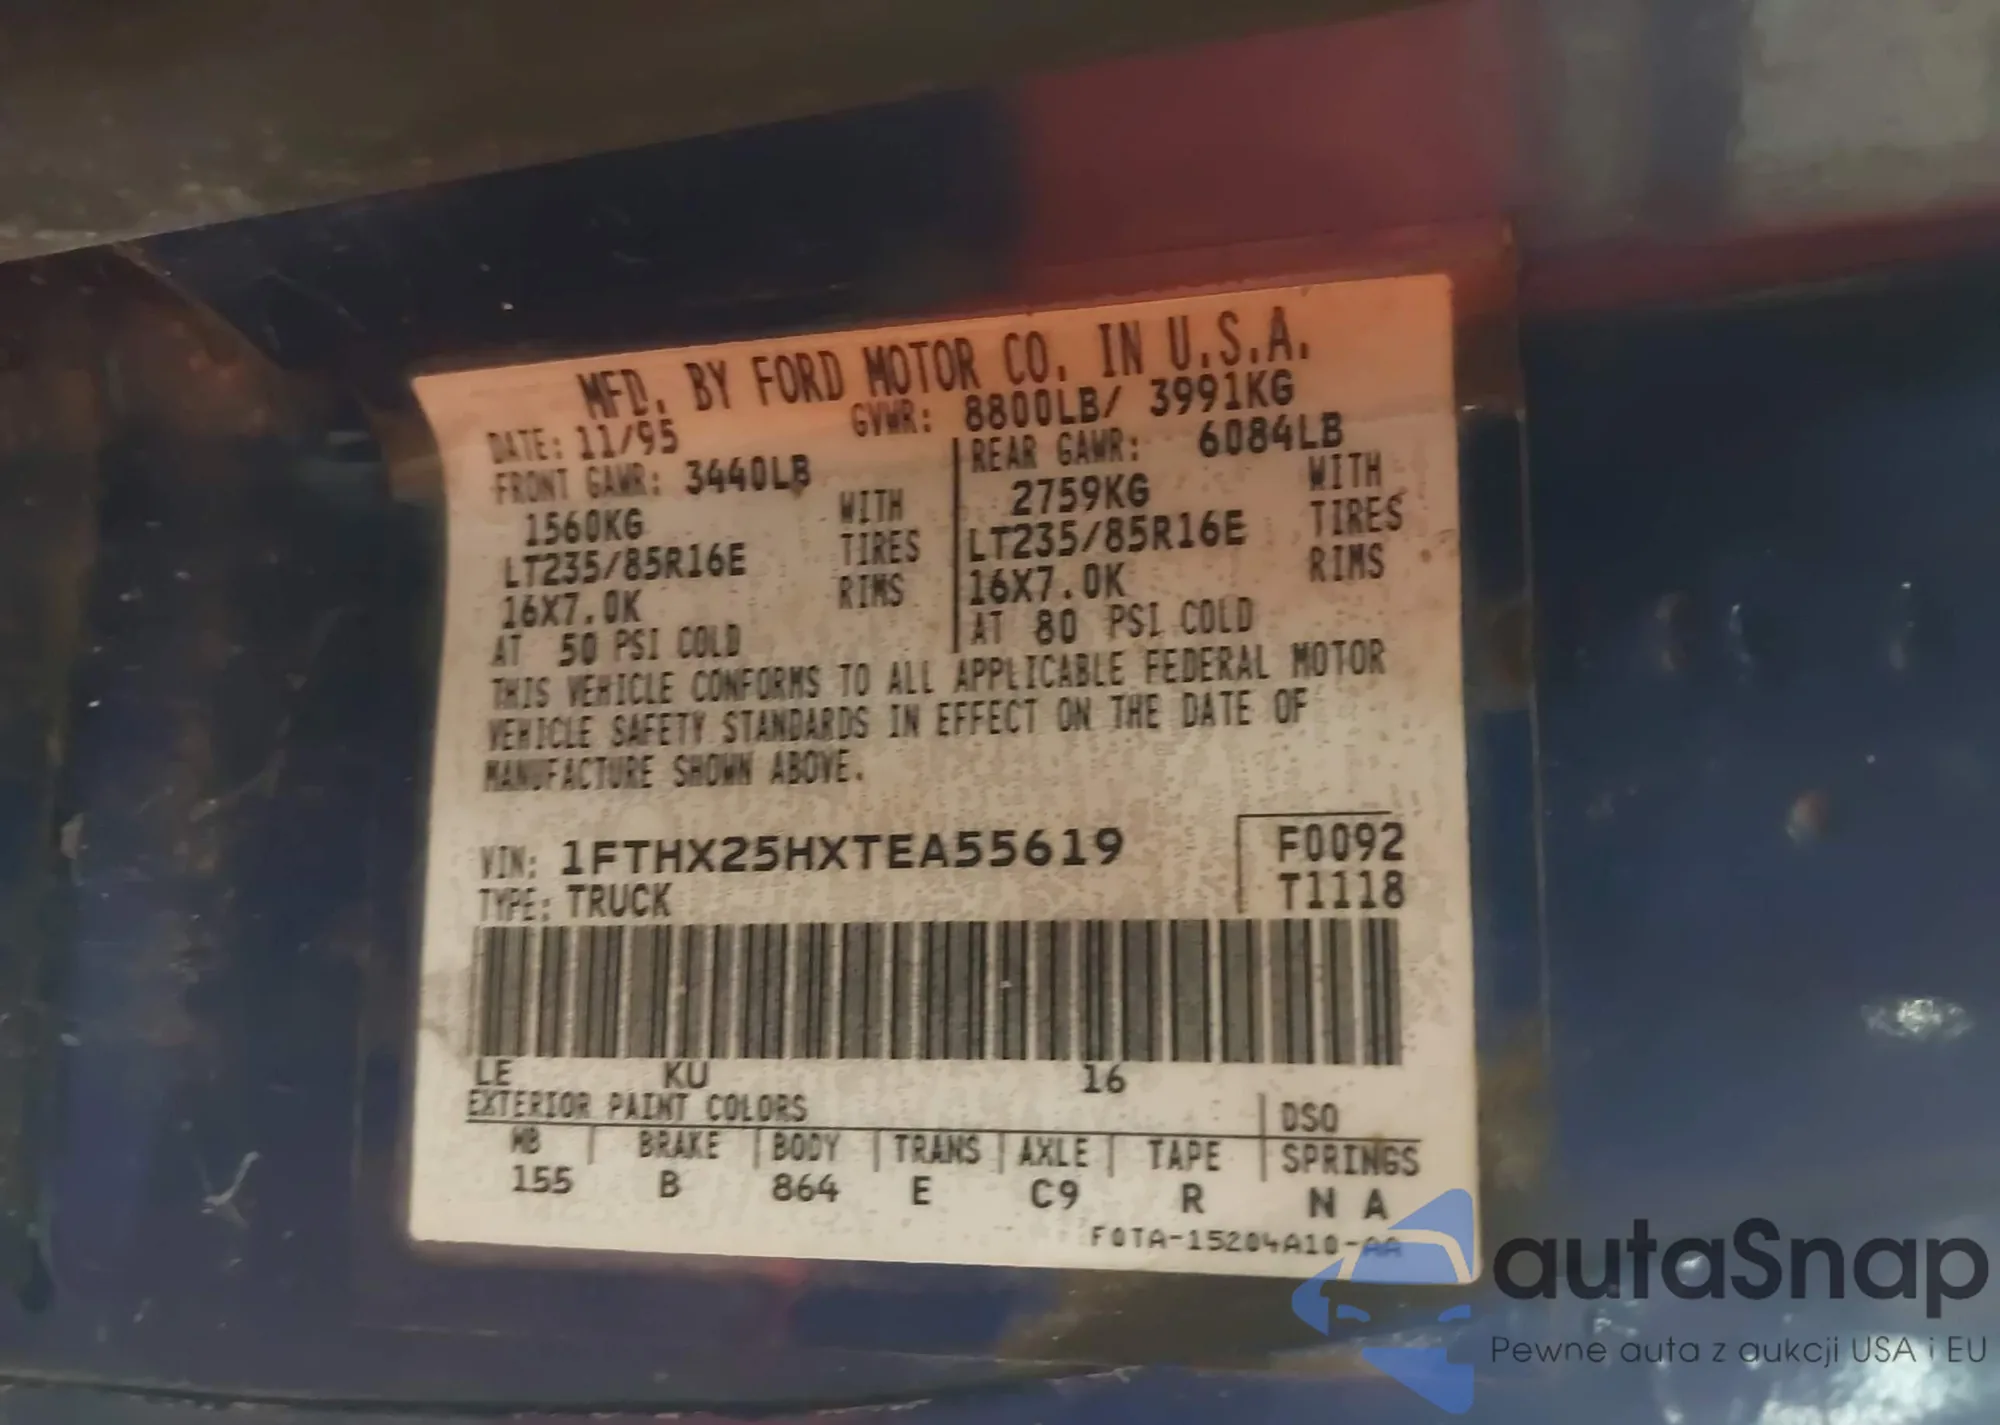 MFD. BY FORD MOTOR CO. IN U.S.A.
DATE: 11/95 GVWR: 8800LB/ 3991KG
FRONT GAWR: 3440LB REAR GAWR: 6084LB
1560KG WITH 2759KG WITH
LT235/85R16E TIRES LT235/85R16E TIRES
16X7.0K RIMS 16X7.0K RIMS
AT 50 PSI COLD AT 80 PSI COLD
THIS VEHICLE CONFORMS TO ALL APPLICABLE FEDERAL MOTOR
VEHICLE SAFETY STANDARDS IN EFFECT ON THE DATE OF
MANUFACTURE SHOWN ABOVE.
VIN: 1FTHX25HXTEA55619 F0092
TYPE: TRUCK T1118
LE KU 16
EXTERIOR PAINT COLORS DSO
WB BRAKE BODY TRANS AXLE TAPE SPRINGS
155 B 864 E C9 R N A
F0TA-15204A10-AA
autaSnap
Pewne auta z aukcji USA i EU